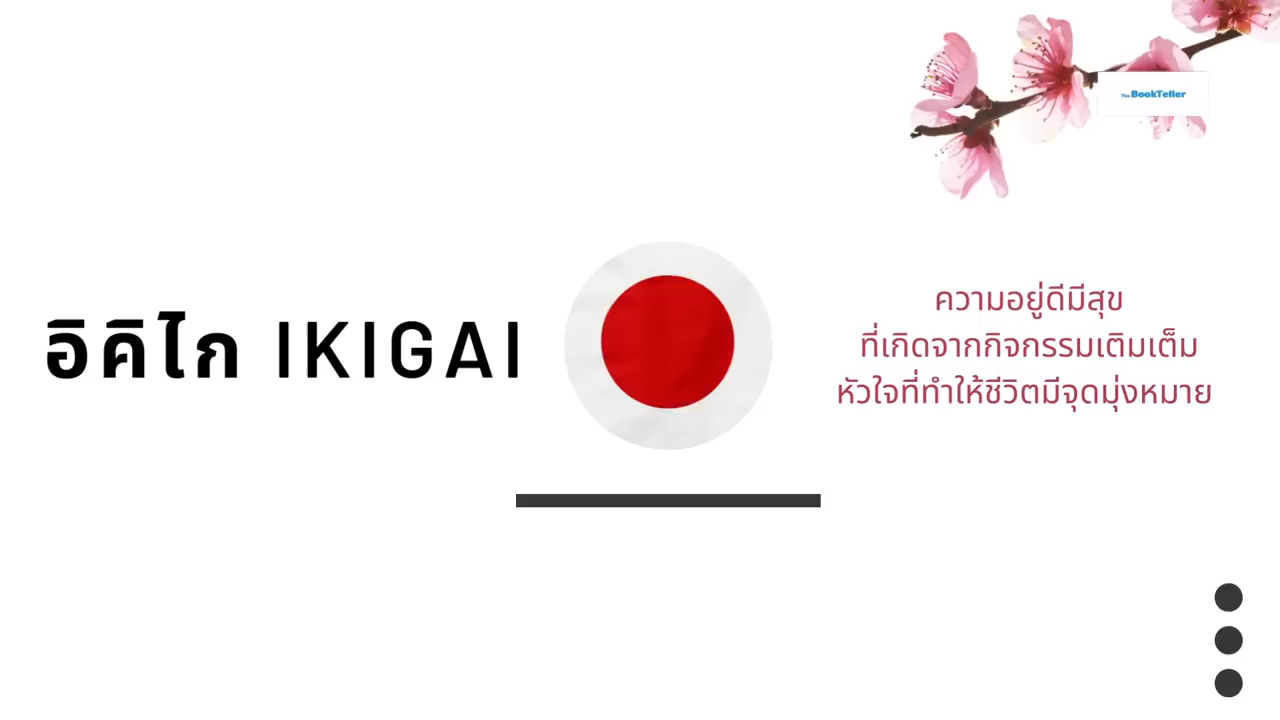 The BookTeller
อิคิไก IKIGAI
ความอยู่ดีมีสุข
ที่เกิดจากกิจกรรมเติมเต็ม
หัวใจที่ทำให้ชีวิตมีจุดมุ่งหมาย